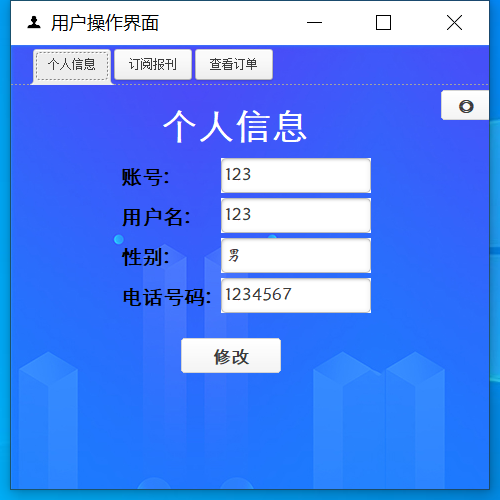 用户操作界面
个人信息 订阅报刊 查看订单
个人信息
账号: 123
用户名: 123
性别: 男
电话号码: 1234567
修改